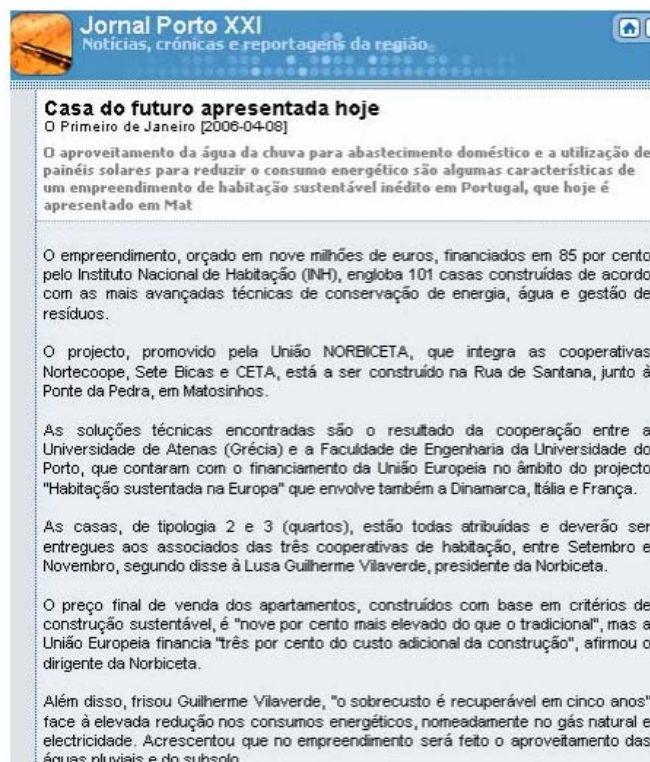 Jornal Porto XXI
Notícias, crónicas e reportagens da região
Casa do futuro apresentada hoje
O Primeiro de Janeiro [2006-04-08]
O aproveitamento da água da chuva para abastecimento doméstico e a utilização de
painéis solares para reduzir o consumo energético são algumas características de
um empreendimento de habitação sustentável inédito em Portugal, que hoje é
apresentado em Mat
O empreendimento, orçado em nove milhões de euros, financiados em 85 por cento
pelo Instituto Nacional de Habitação (INH), engloba 101 casas construídas de acordo
com as mais avançadas técnicas de conservação de energia, água e gestão de
resíduos.
O projecto, promovido pela União NORBICETA, que integra as cooperativas
Nortecoope, Sete Bicas e CETA, está a ser construído na Rua de Santana, junto à
Ponte da Pedra, em Matosinhos.
As soluções técnicas encontradas são o resultado da cooperação entre a
Universidade de Atenas (Grécia) e a Faculdade de Engenharia da Universidade do
Porto, que contaram com o financiamento da União Europeia no âmbito do projecto
"Habitação sustentada na Europa" que envolve também a Dinamarca, Itália e França.
As casas, de tipologia 2 e 3 (quartos), estão todas atribuídas e deverão ser
entregues aos associados das três cooperativas de habitação, entre Setembro e
Novembro, segundo disse à Lusa Guilherme Vilaverde, presidente da Norbiceta.
O preço final de venda dos apartamentos, construídos com base em critérios de
construção sustentável, é "nove por cento mais elevado do que o tradicional", mas a
União Europeia financia "três por cento do custo adicional da construção", afirmou o
dirigente da Norbiceta.
Além disso, frisou Guilherme Vilaverde, "o sobrecusto é recuperável em cinco anos"
face à elevada redução nos consumos energéticos, nomeadamente no gás natural e
electricidade. Acrescentou que no empreendimento será feito o aproveitamento das
águas pluviais e do subsolo